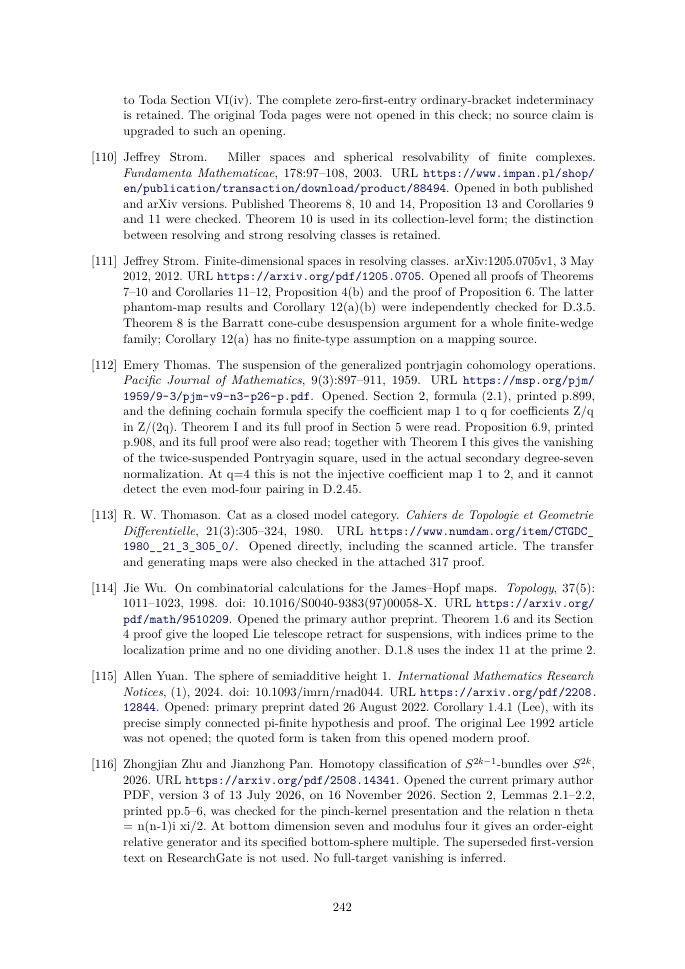 to Toda Section VI(iv). The complete zero-first-entry ordinary-bracket indeterminacy
is retained. The original Toda pages were not opened in this check; no source claim is
upgraded to such an opening.
[110] Jeffrey Strom. Miller spaces and spherical resolvability of finite complexes.
Fundamenta Mathematicae, 178:97–108, 2003. URL https://www.impan.pl/shop/
en/publication/transaction/download/product/88494. Opened in both published
and arXiv versions. Published Theorems 8, 10 and 14, Proposition 13 and Corollaries 9
and 11 were checked. Theorem 10 is used in its collection-level form; the distinction
between resolving and strong resolving classes is retained.
[111] Jeffrey Strom. Finite-dimensional spaces in resolving classes. arXiv:1205.0705v1, 3 May
2012, 2012. URL https://arxiv.org/pdf/1205.0705. Opened all proofs of Theorems
7–10 and Corollaries 11–12, Proposition 4(b) and the proof of Proposition 6. The latter
phantom-map results and Corollary 12(a)(b) were independently checked for D.3.5.
Theorem 8 is the Barratt cone-cube desuspension argument for a whole finite-wedge
family; Corollary 12(a) has no finite-type assumption on a mapping source.
[112] Emery Thomas. The suspension of the generalized pontrjagin cohomology operations.
Pacific Journal of Mathematics, 9(3):897–911, 1959. URL https://msp.org/pjm/
1959/9-3/pjm-v9-n3-p26-p.pdf. Opened. Section 2, formula (2.1), printed p.899,
and the defining cochain formula specify the coefficient map 1 to q for coefficients Z/q
in Z/(2q). Theorem I and its full proof in Section 5 were read. Proposition 6.9, printed
p.908, and its full proof were also read; together with Theorem I this gives the vanishing
of the twice-suspended Pontryagin square, used in the actual secondary degree-seven
normalization. At q=4 this is not the injective coefficient map 1 to 2, and it cannot
detect the even mod-four pairing in D.2.45.
[113] R. W. Thomason. Cat as a closed model category. Cahiers de Topologie et Geometrie
Differentielle, 21(3):305–324, 1980. URL https://www.numdam.org/item/CTGDC_
1980__21_3_305_0/. Opened directly, including the scanned article. The transfer
and generating maps were also checked in the attached 317 proof.
[114] Jie Wu. On combinatorial calculations for the James–Hopf maps. Topology, 37(5):
1011–1023, 1998. doi: 10.1016/S0040-9383(97)00058-X. URL https://arxiv.org/
pdf/math/9510209. Opened the primary author preprint. Theorem 1.6 and its Section
4 proof give the looped Lie telescope retract for suspensions, with indices prime to the
localization prime and no one dividing another. D.1.8 uses the index 11 at the prime 2.
[115] Allen Yuan. The sphere of semiadditive height 1. International Mathematics Research
Notices, (1), 2024. doi: 10.1093/imrn/rnad044. URL https://arxiv.org/pdf/2208.
12844. Opened: primary preprint dated 26 August 2022. Corollary 1.4.1 (Lee), with its
precise simply connected pi-finite hypothesis and proof. The original Lee 1992 article
was not opened; the quoted form is taken from this opened modern proof.
[116] Zhongjian Zhu and Jianzhong Pan. Homotopy classification of S^{2k−1}-bundles over S^{2k},
2026. URL https://arxiv.org/pdf/2508.14341. Opened the current primary author
PDF, version 3 of 13 July 2026, on 16 November 2026. Section 2, Lemmas 2.1–2.2,
printed pp.5–6, was checked for the pinch-kernel presentation and the relation n theta
= n(n-1)i xi/2. At bottom dimension seven and modulus four it gives an order-eight
relative generator and its specified bottom-sphere multiple. The superseded first-version
text on ResearchGate is not used. No full-target vanishing is inferred.
242